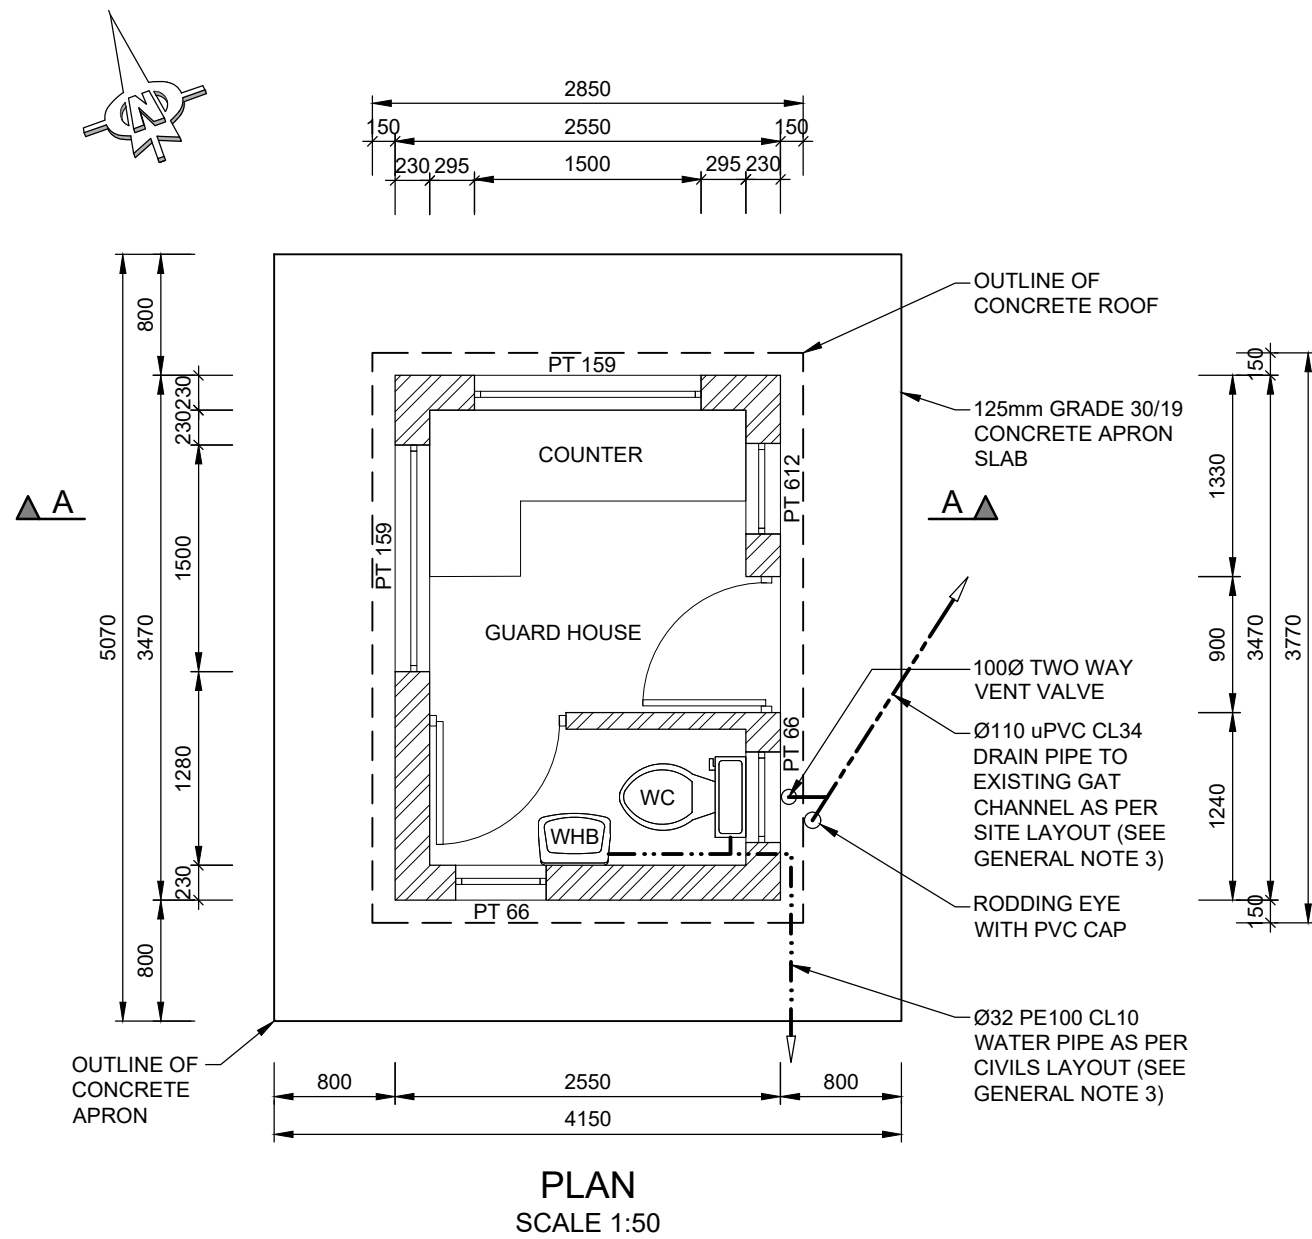 N
2850
150
2550
150
230
295
1500
295
230
OUTLINE OF
CONCRETE ROOF
125mm GRADE 30/19
CONCRETE APRON
SLAB
5070
800
3470
800
230
230
1500
1280
230
PT 159
COUNTER
PT 612
PT 159
GUARD HOUSE
PT 66
WC
WHB
PT 66
A
A
150
1330
900
1240
3470
150
3770
100Ø TWO WAY
VENT VALVE
Ø110 uPVC CL34
DRAIN PIPE TO
EXISTING GAT
CHANNEL AS PER
SITE LAYOUT (SEE
GENERAL NOTE 3)
RODDING EYE
WITH PVC CAP
Ø32 PE100 CL10
WATER PIPE AS PER
CIVILS LAYOUT (SEE
GENERAL NOTE 3)
OUTLINE OF
CONCRETE
APRON
800
2550
800
4150
PLAN
SCALE 1:50